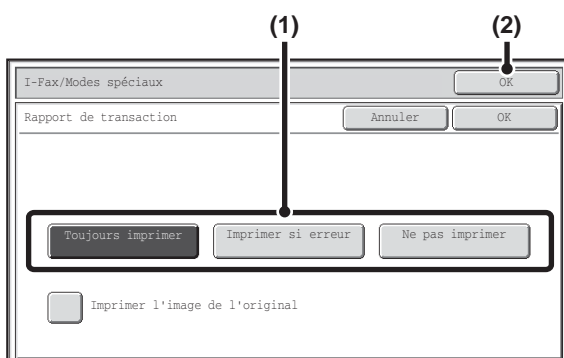 (1) (2)
I-Fax/Modes spéciaux OK
Rapport de transaction Annuler OK
Toujours imprimer Imprimer si erreur Ne pas imprimer
Imprimer l'image de l'original